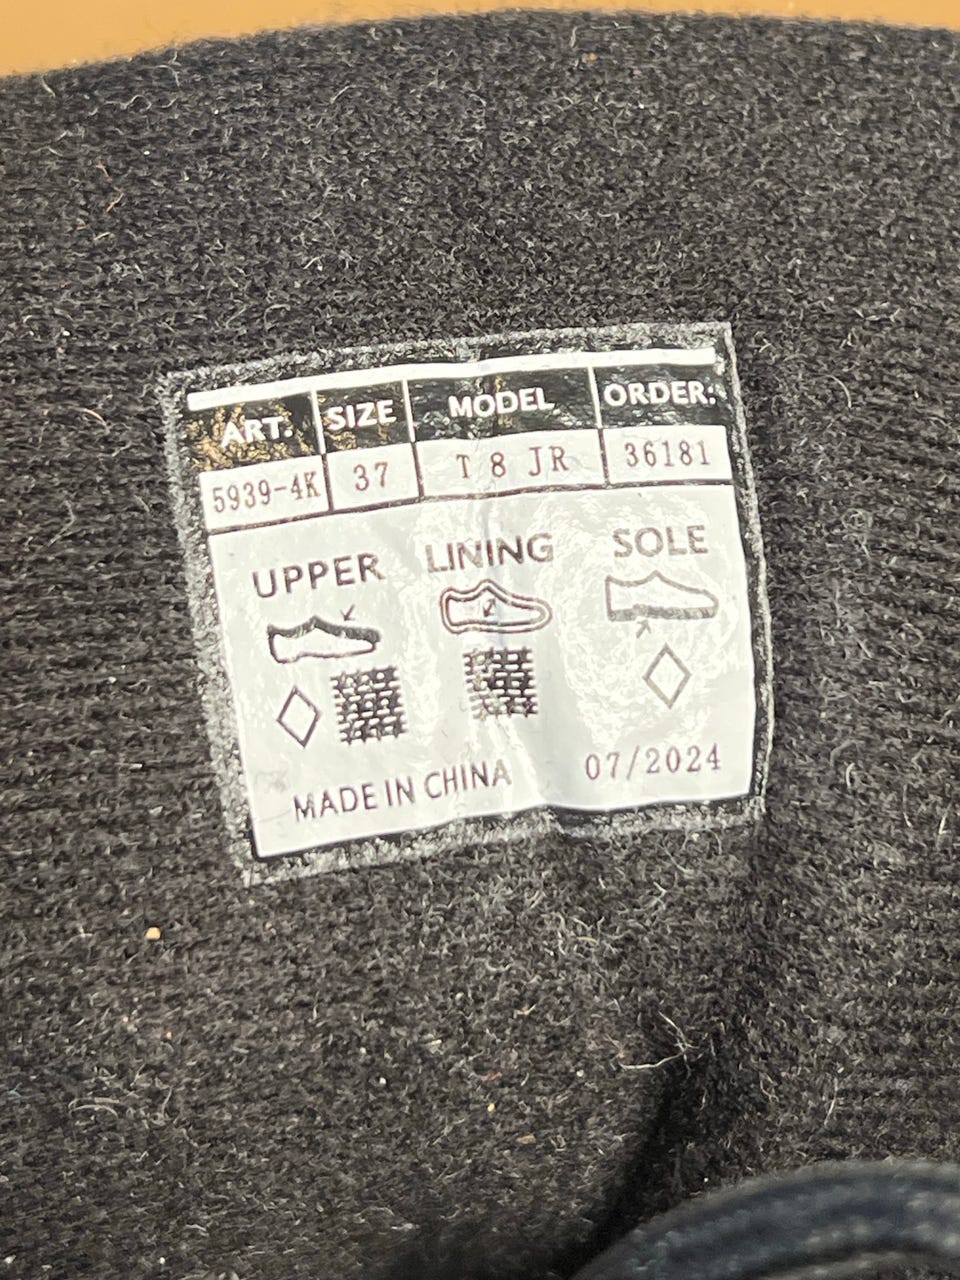 ART: SIZE MODEL ORDER:
5939-4K 37 T 8 JR 36181
UPPER LINING SOLE
MADE IN CHINA 07/2024